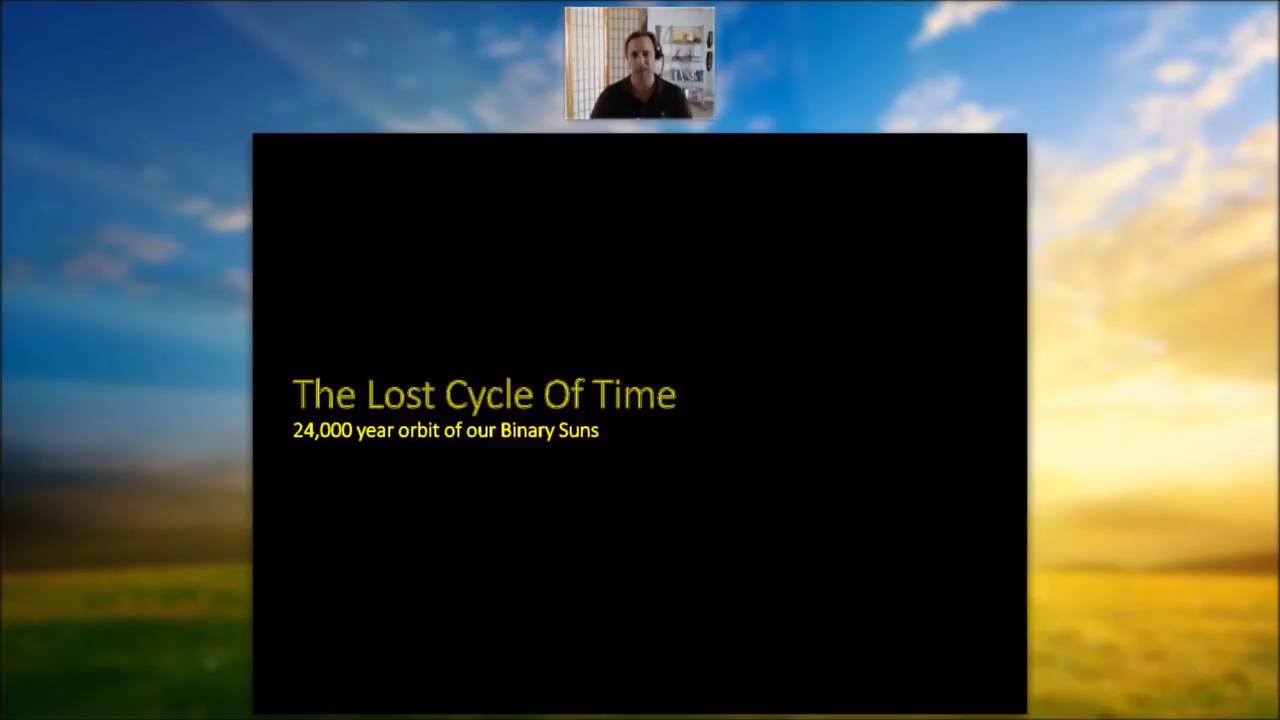 The Lost Cycle Of Time
24,000 year orbit of our Binary Suns